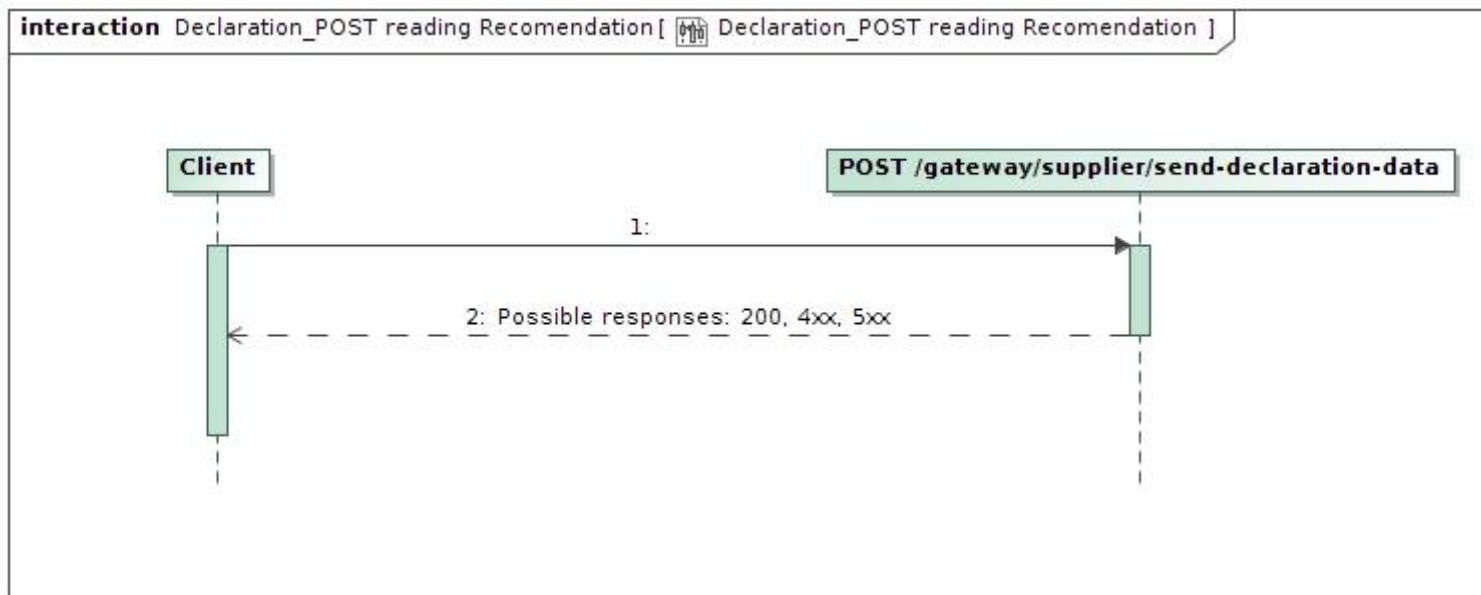 interaction Declaration_POST reading Recomendation[ Declaration_POST reading Recomendation ]
Client
POST /gateway/supplier/send-declaration-data
1:
2: Possible responses: 200, 4xx, 5xx